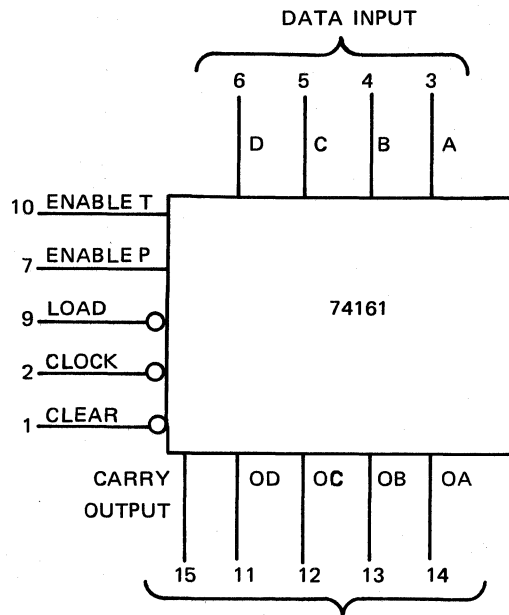 DATA INPUT
6 5 4 3
D C B A
10 ENABLE T
7 ENABLE P
74161
9 LOAD
2 CLOCK
1 CLEAR
CARRY OUTPUT
OD OC OB OA
15 11 12 13 14